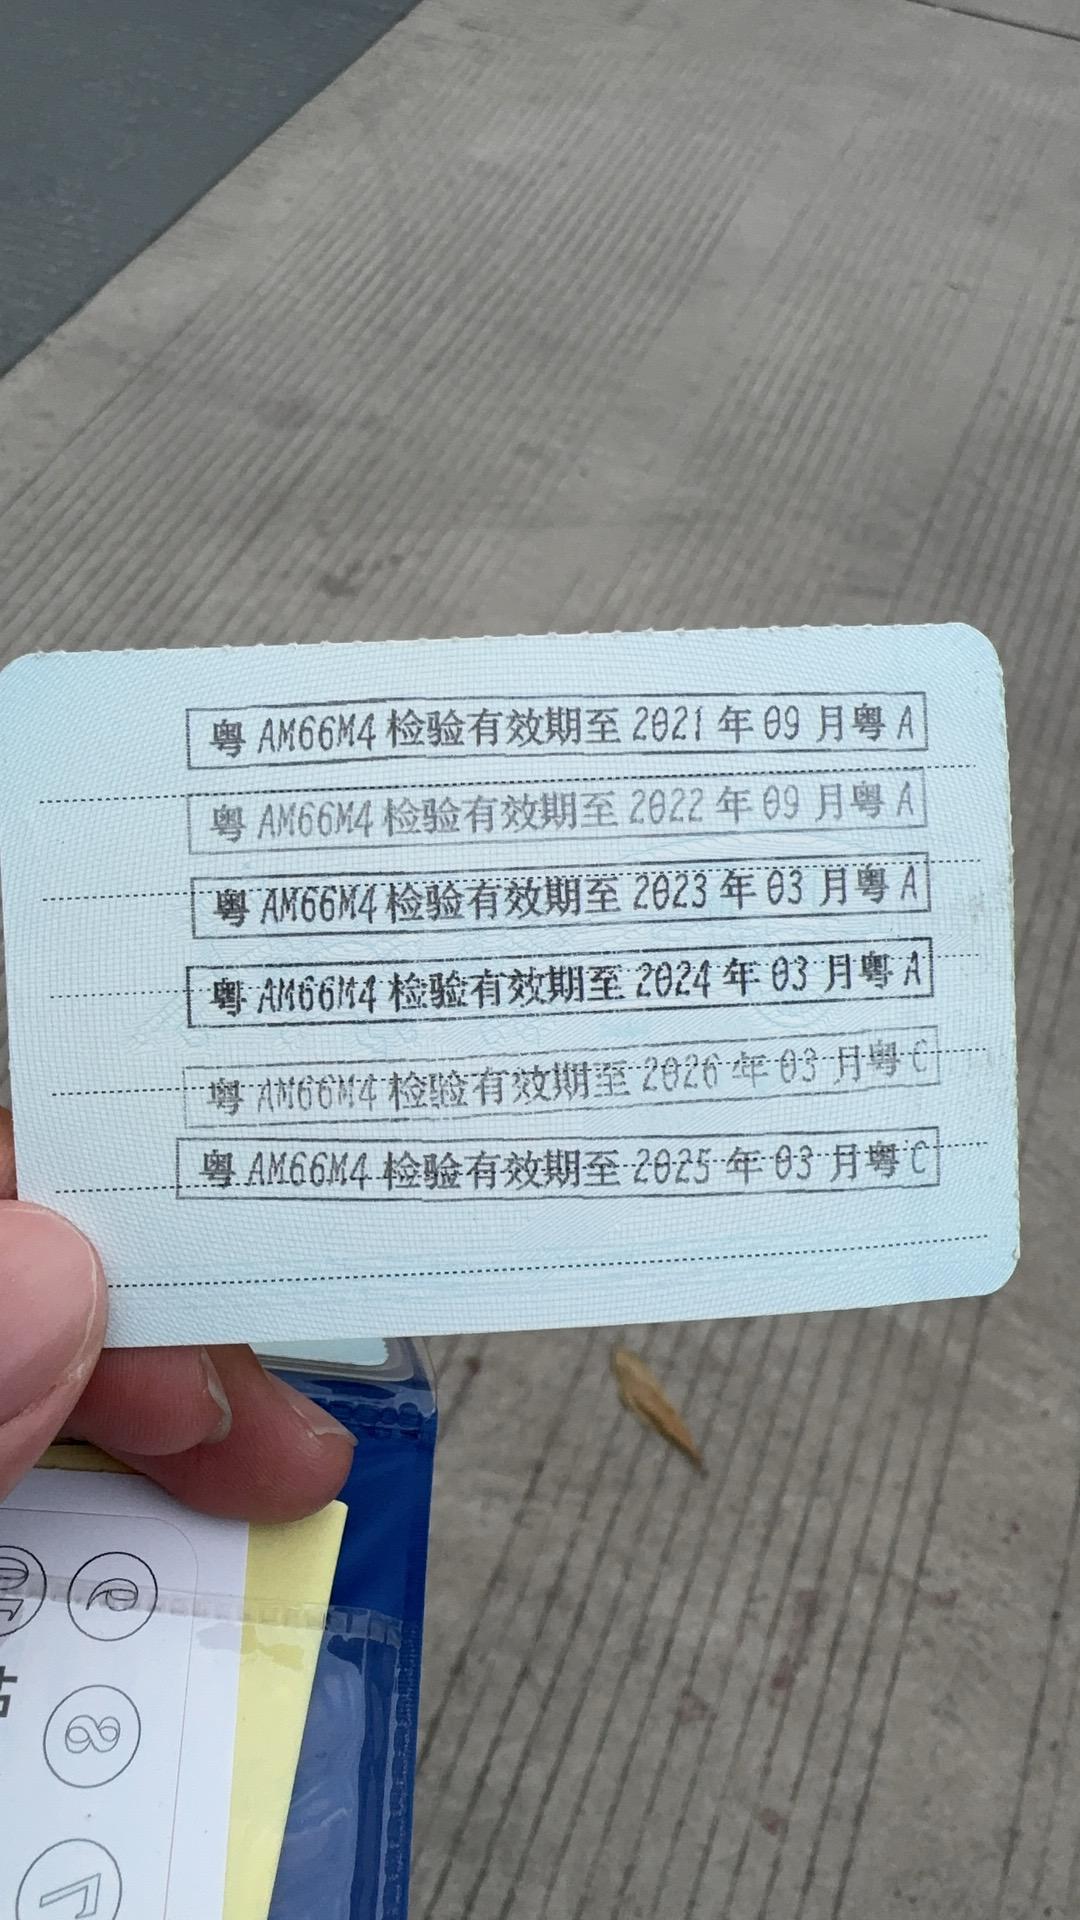 粤 AM66M4 检验有效期至 2021 年 09 月粤 A
粤 AM66M4 检验有效期至 2022 年 09 月粤 A
粤 AM66M4 检验有效期至 2023 年 03 月粤 A
粤 AM66M4 检验有效期至 2024 年 03 月粤 A
粤 AM66M4 检验有效期至 2026 年 03 月粤 C
粤 AM66M4 检验有效期至 2025 年 03 月粤 C